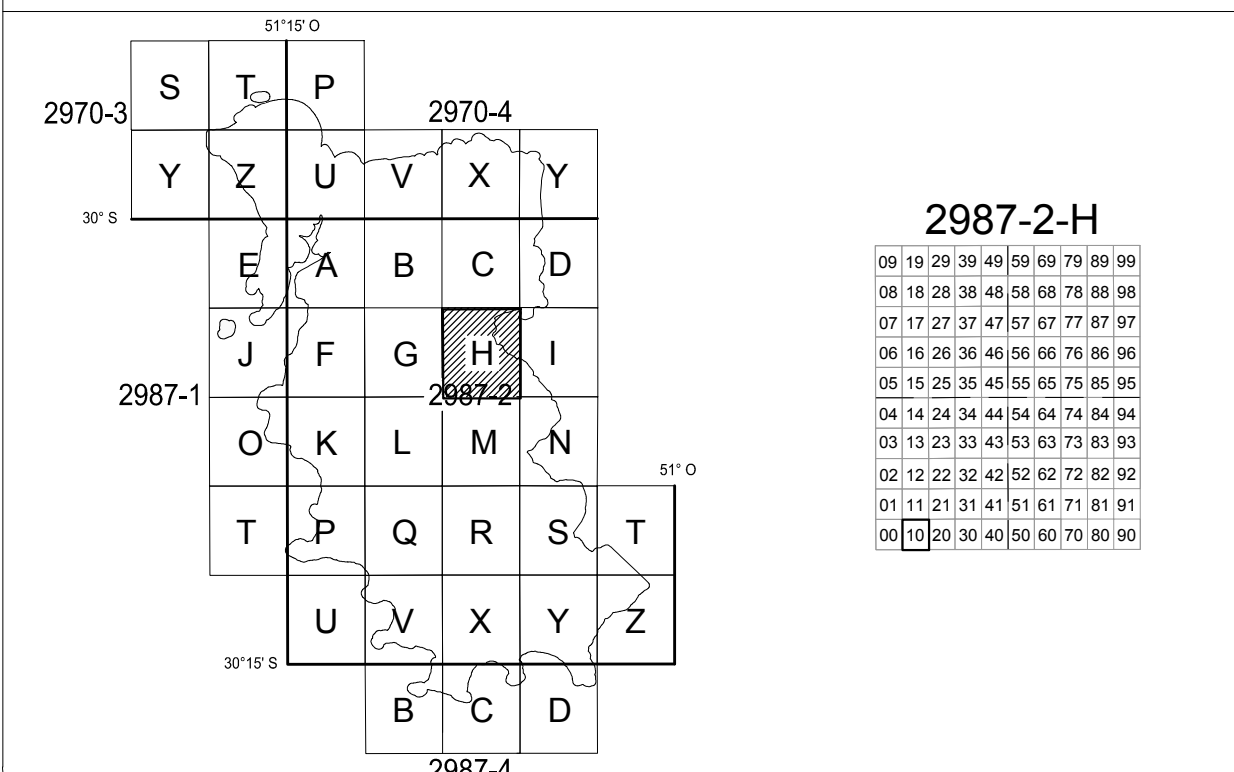 51°15' O
S T P
2970-3 2970-4
Y Z U V X Y
30° S
E A B C D
J F G H I
2987-1 2987-2
O K L M N
51° O
T P Q R S T
U V X Y Z
30°15' S
B C D
2987-4
2987-2-H
09 19 29 39 49 59 69 79 89 99
08 18 28 38 48 58 68 78 88 98
07 17 27 37 47 57 67 77 87 97
06 16 26 36 46 56 66 76 86 96
05 15 25 35 45 55 65 75 85 95
04 14 24 34 44 54 64 74 84 94
03 13 23 33 43 53 63 73 83 93
02 12 22 32 42 52 62 72 82 92
01 11 21 31 41 51 61 71 81 91
00 10 20 30 40 50 60 70 80 90